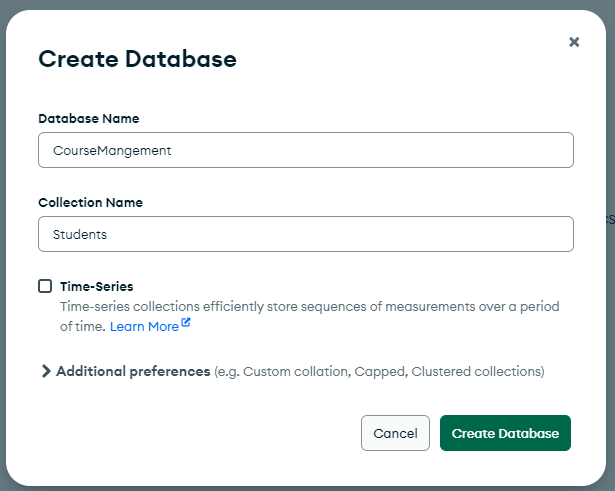 Create Database
Database Name
CourseMangement
Collection Name
Students
Time-Series
Time-series collections efficiently store sequences of measurements over a period
of time. Learn More
Additional preferences (e.g. Custom collation, Capped, Clustered collections)
Cancel
Create Database